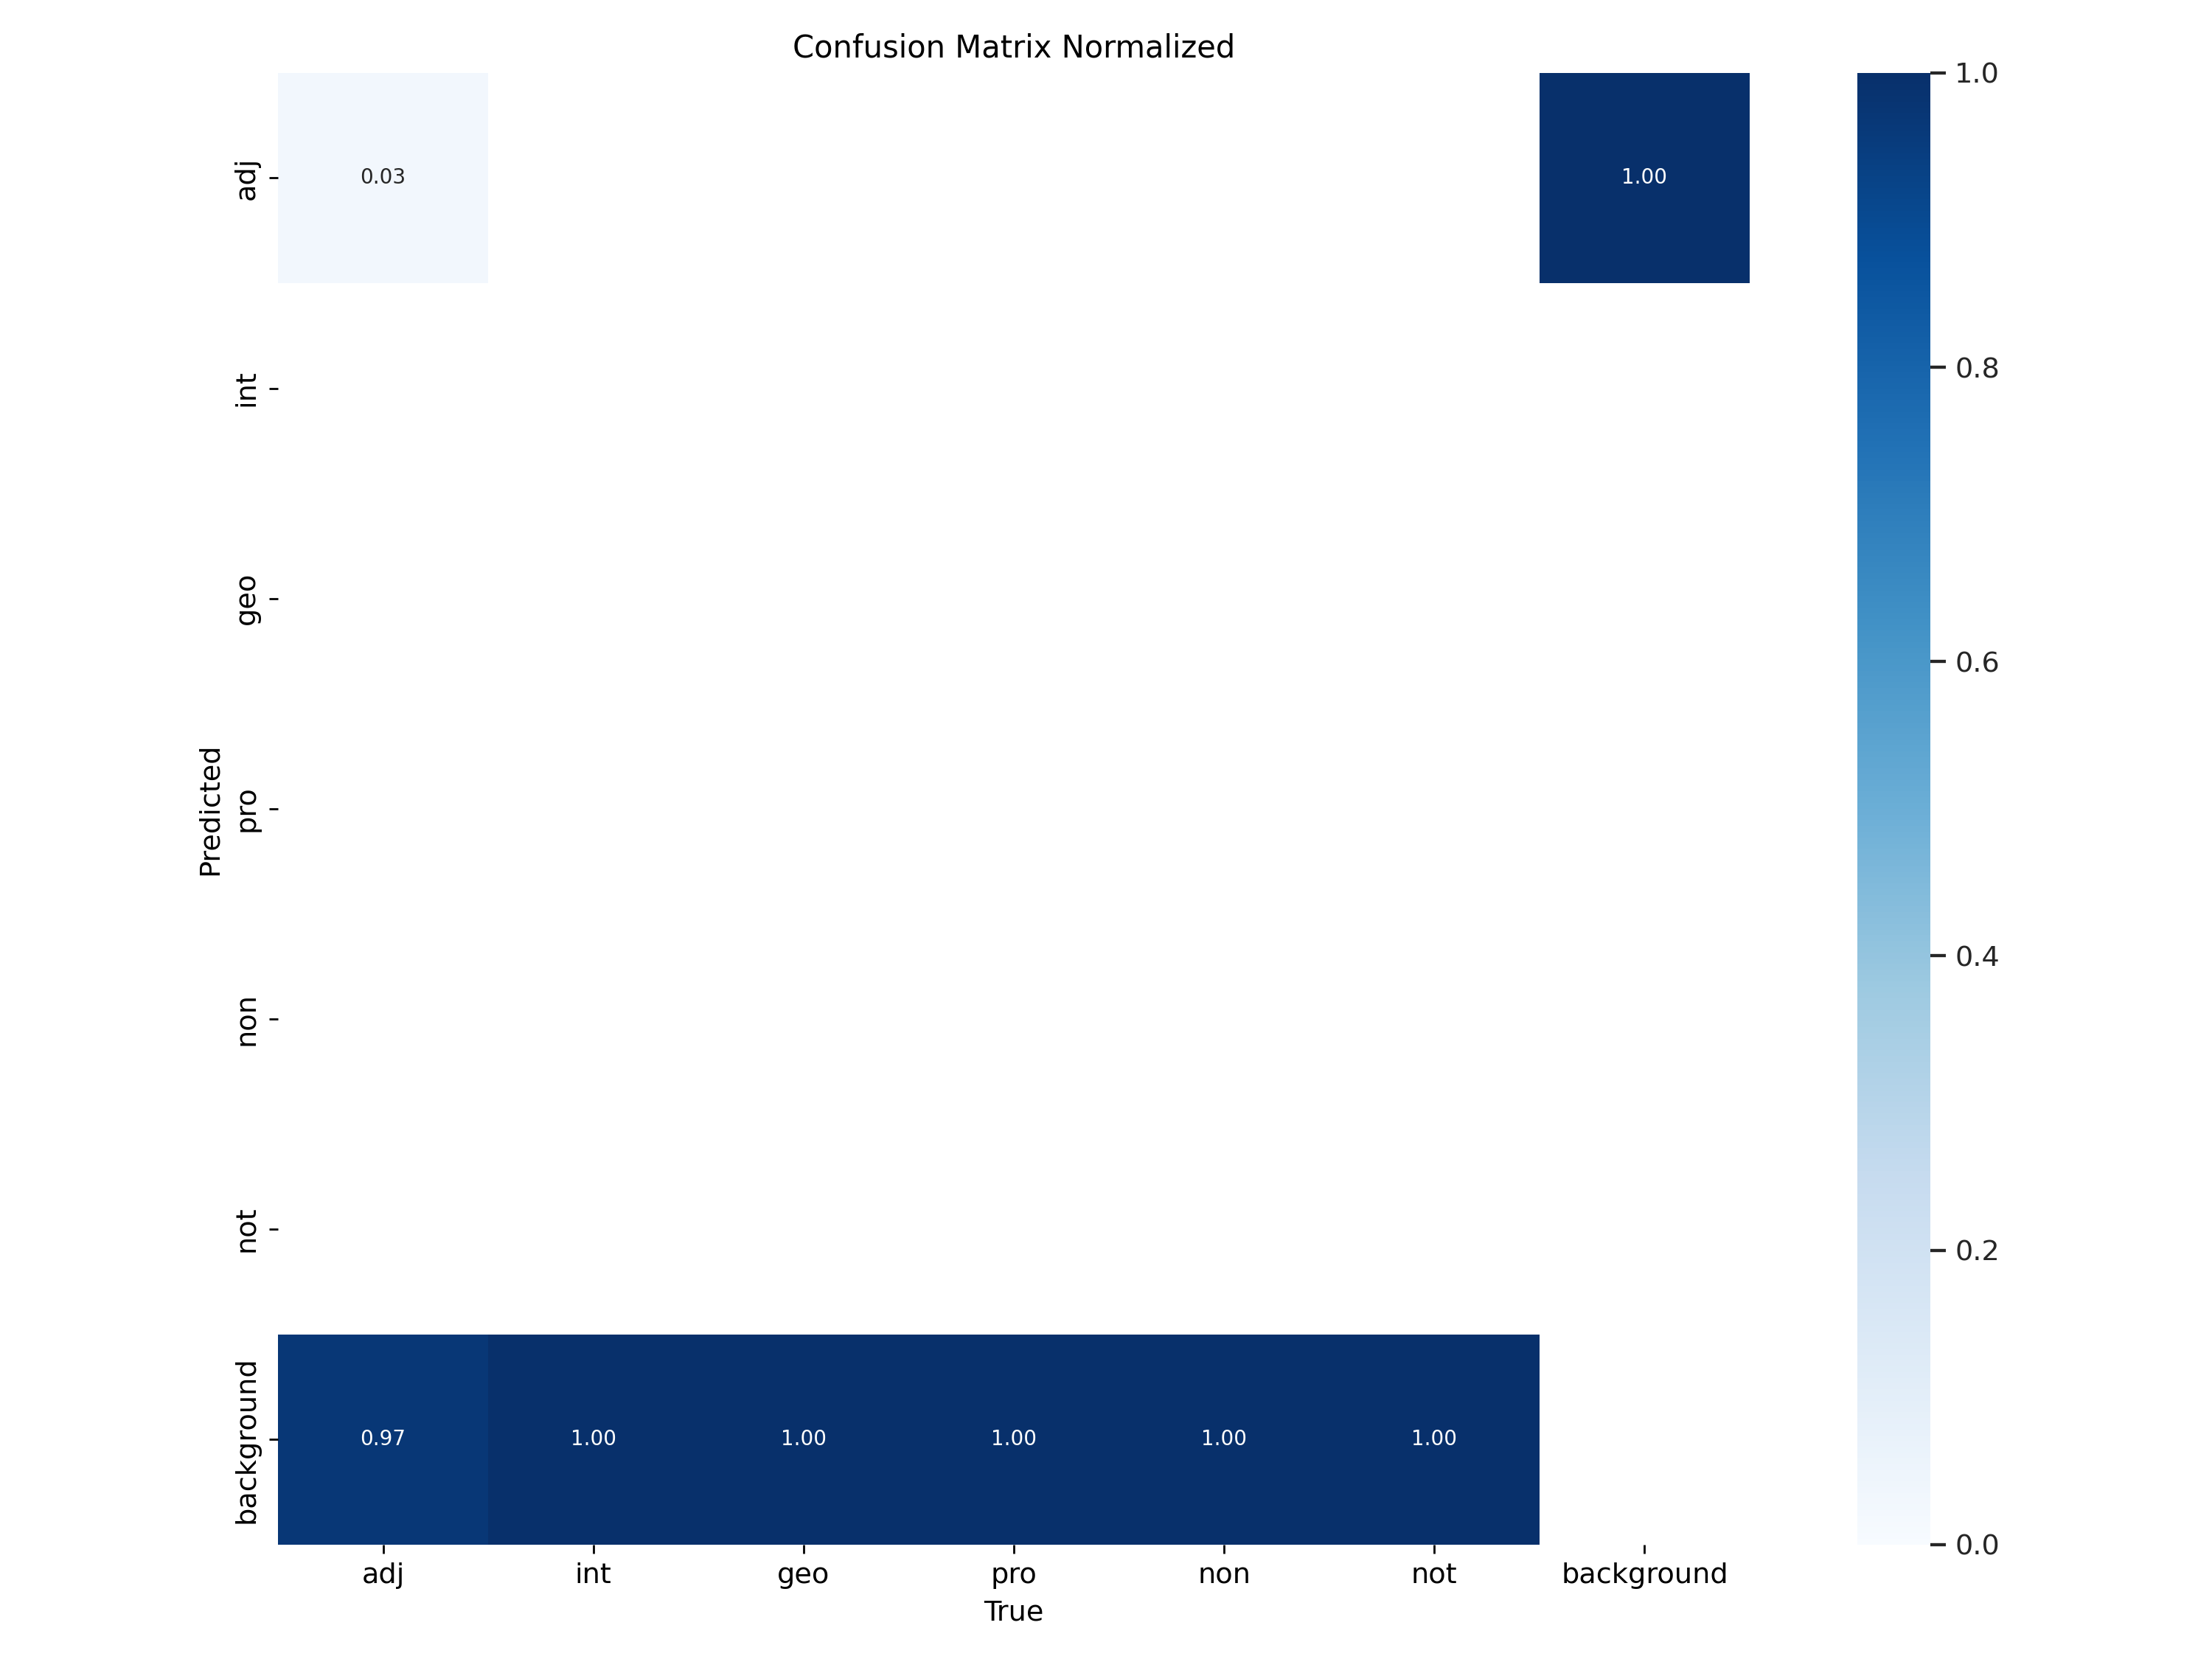 Confusion Matrix Normalized
adj
0.03
1.00
int
geo
pro
non
not
background
0.97 1.00 1.00 1.00 1.00 1.00
Predicted
adj int geo pro non not background
True
1.0
0.8
0.6
0.4
0.2
0.0